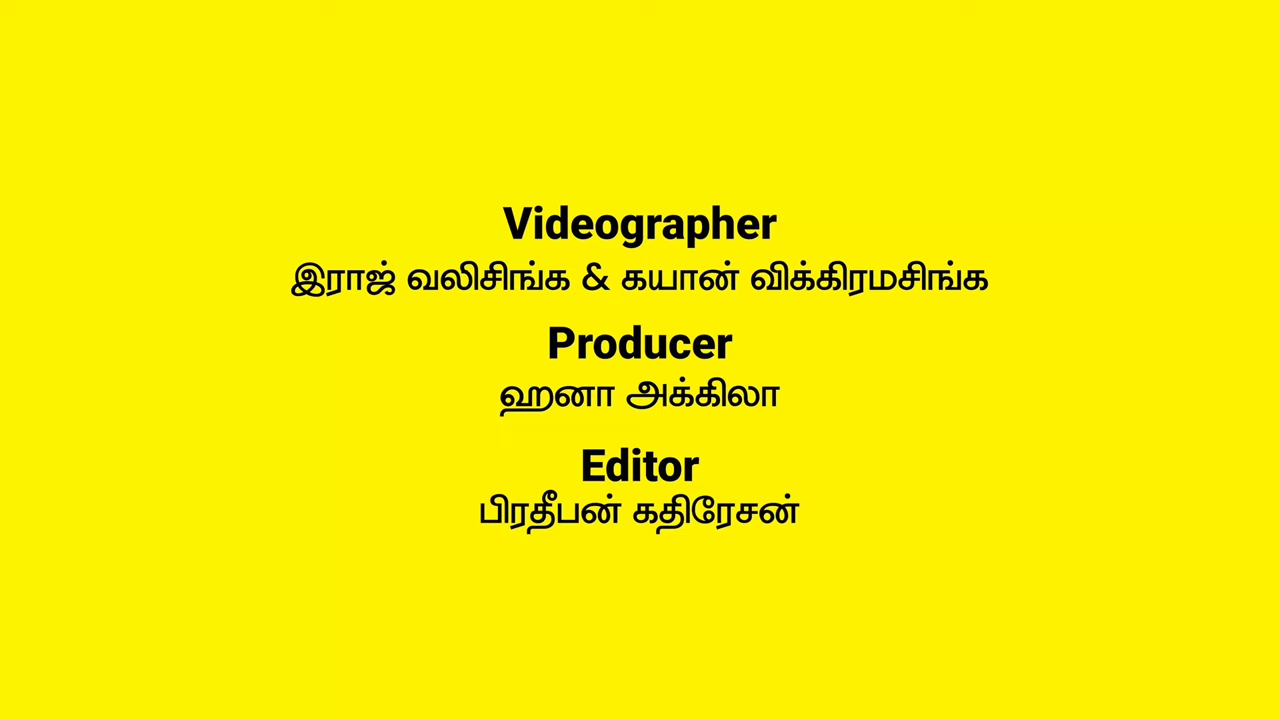 Videographer
இராஜ் வலிசிங்க & கயான் விக்கிரமசிங்க
Producer
ஹனா அக்கிலா
Editor
பிரதீபன் கதிரேசன்